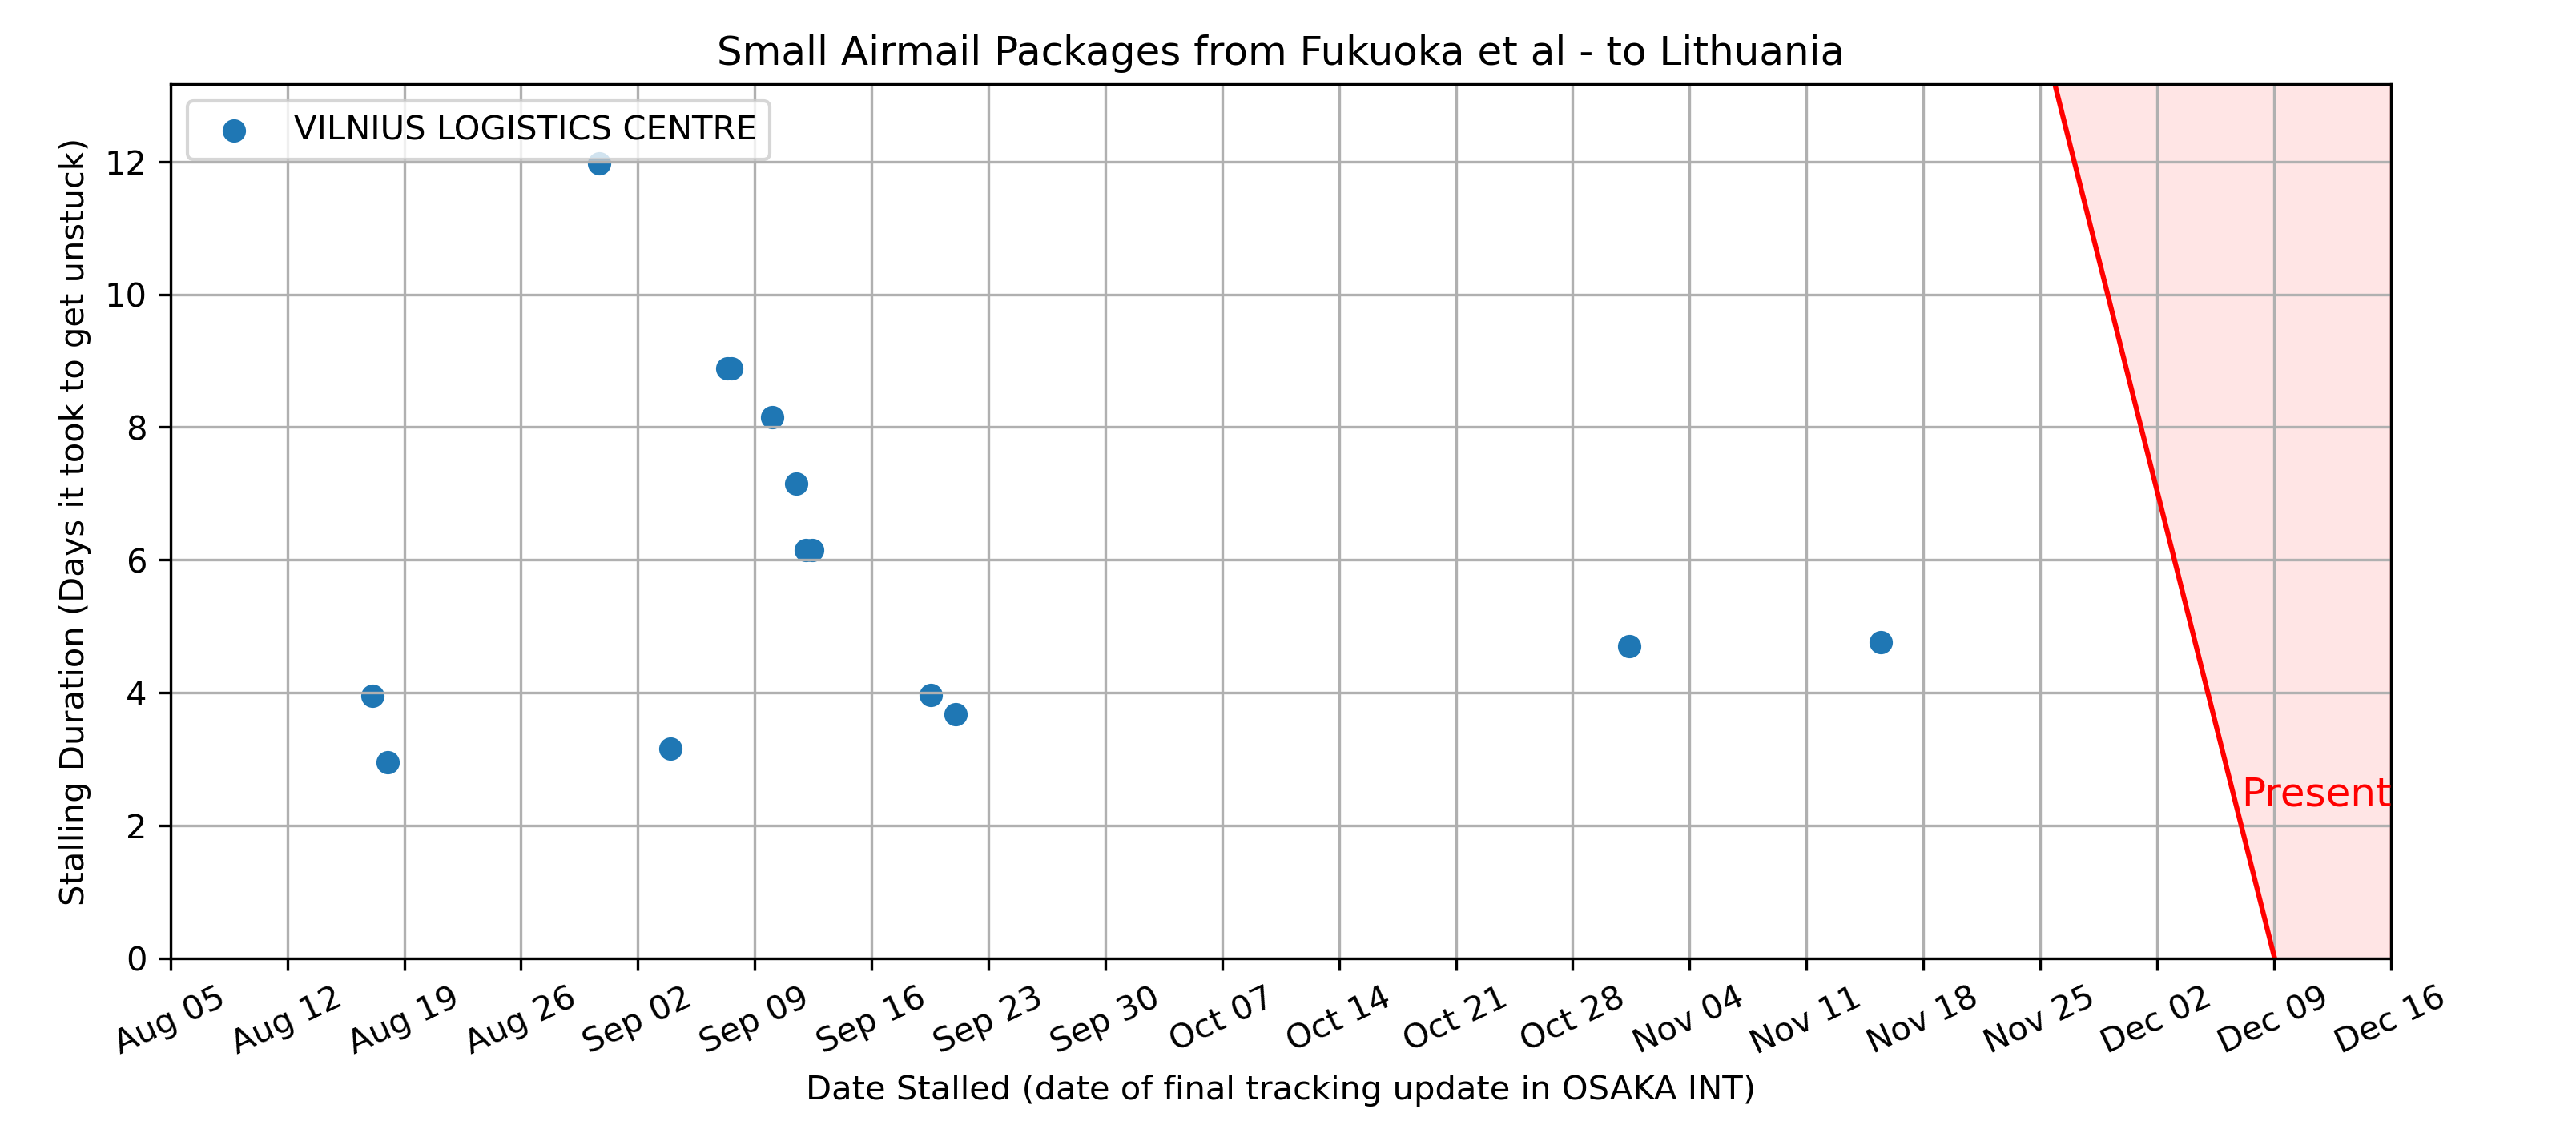 Small Airmail Packages from Fukuoka et al - to Lithuania
VILNIUS LOGISTICS CENTRE
Stalling Duration (Days it took to get unstuck)
12
10
8
6
4
2
0
Present
Aug 05
Aug 12
Aug 19
Aug 26
Sep 02
Sep 09
Sep 16
Sep 23
Sep 30
Oct 07
Oct 14
Oct 21
Oct 28
Nov 04
Nov 11
Nov 18
Nov 25
Dec 02
Dec 09
Dec 16
Date Stalled (date of final tracking update in OSAKA INT)